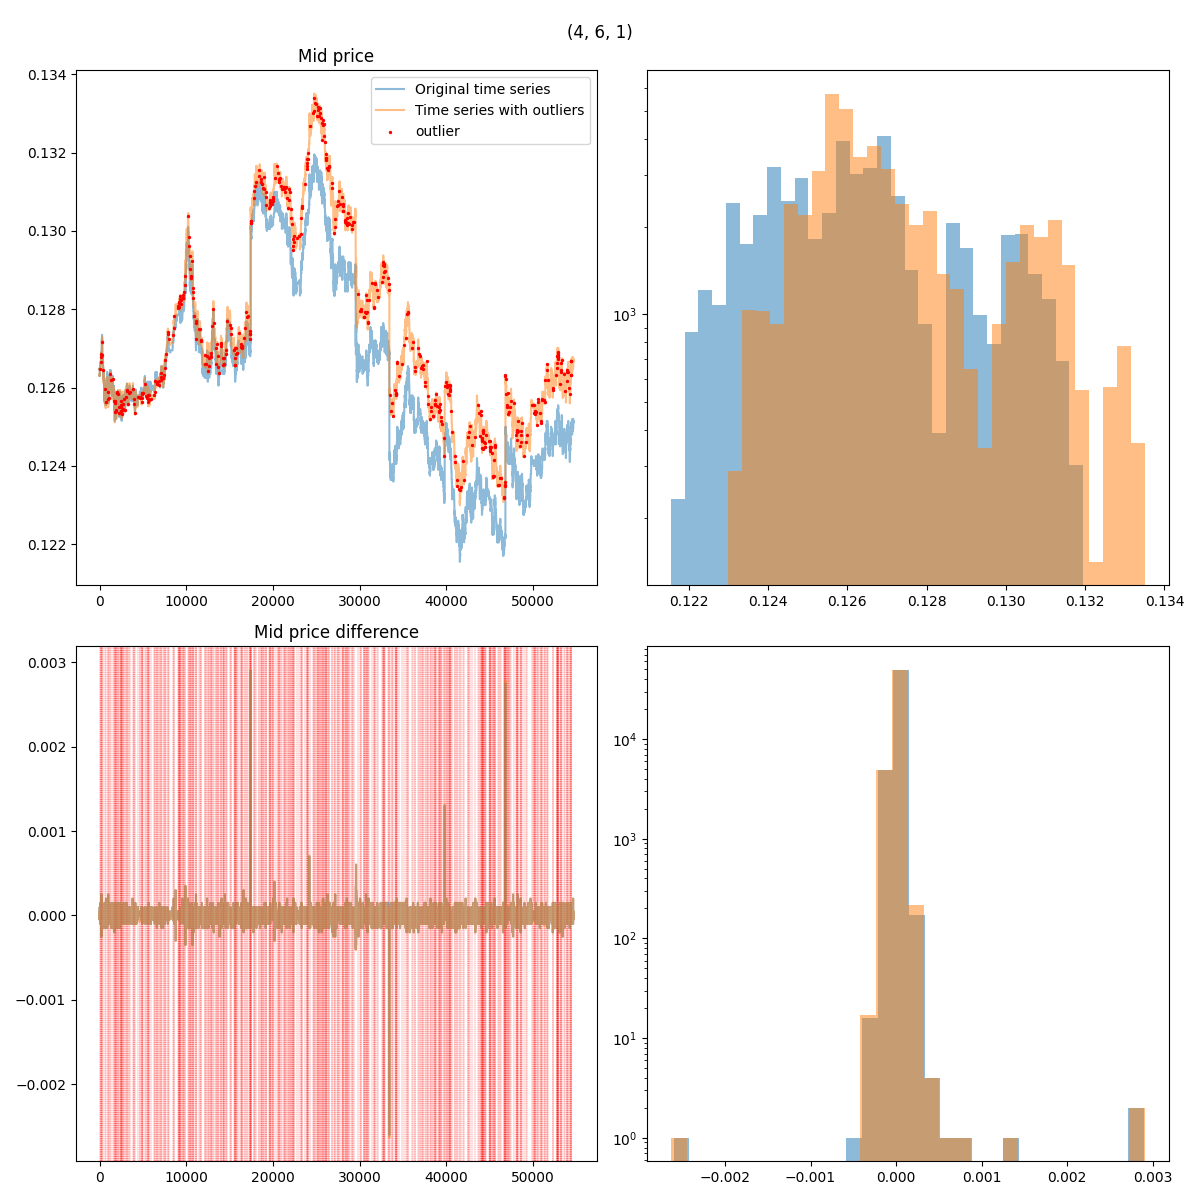 (4, 6, 1)
Mid price
Original time series
Time series with outliers
outlier
0.134
0.132
0.130
0.128
0.126
0.124
0.122
0 10000 20000 30000 40000 50000
10³
0.122 0.124 0.126 0.128 0.130 0.132 0.134
Mid price difference
0.003
0.002
0.001
0.000
−0.001
−0.002
0 10000 20000 30000 40000 50000
10⁴
10³
10²
10¹
10⁰
−0.002 −0.001 0.000 0.001 0.002 0.003